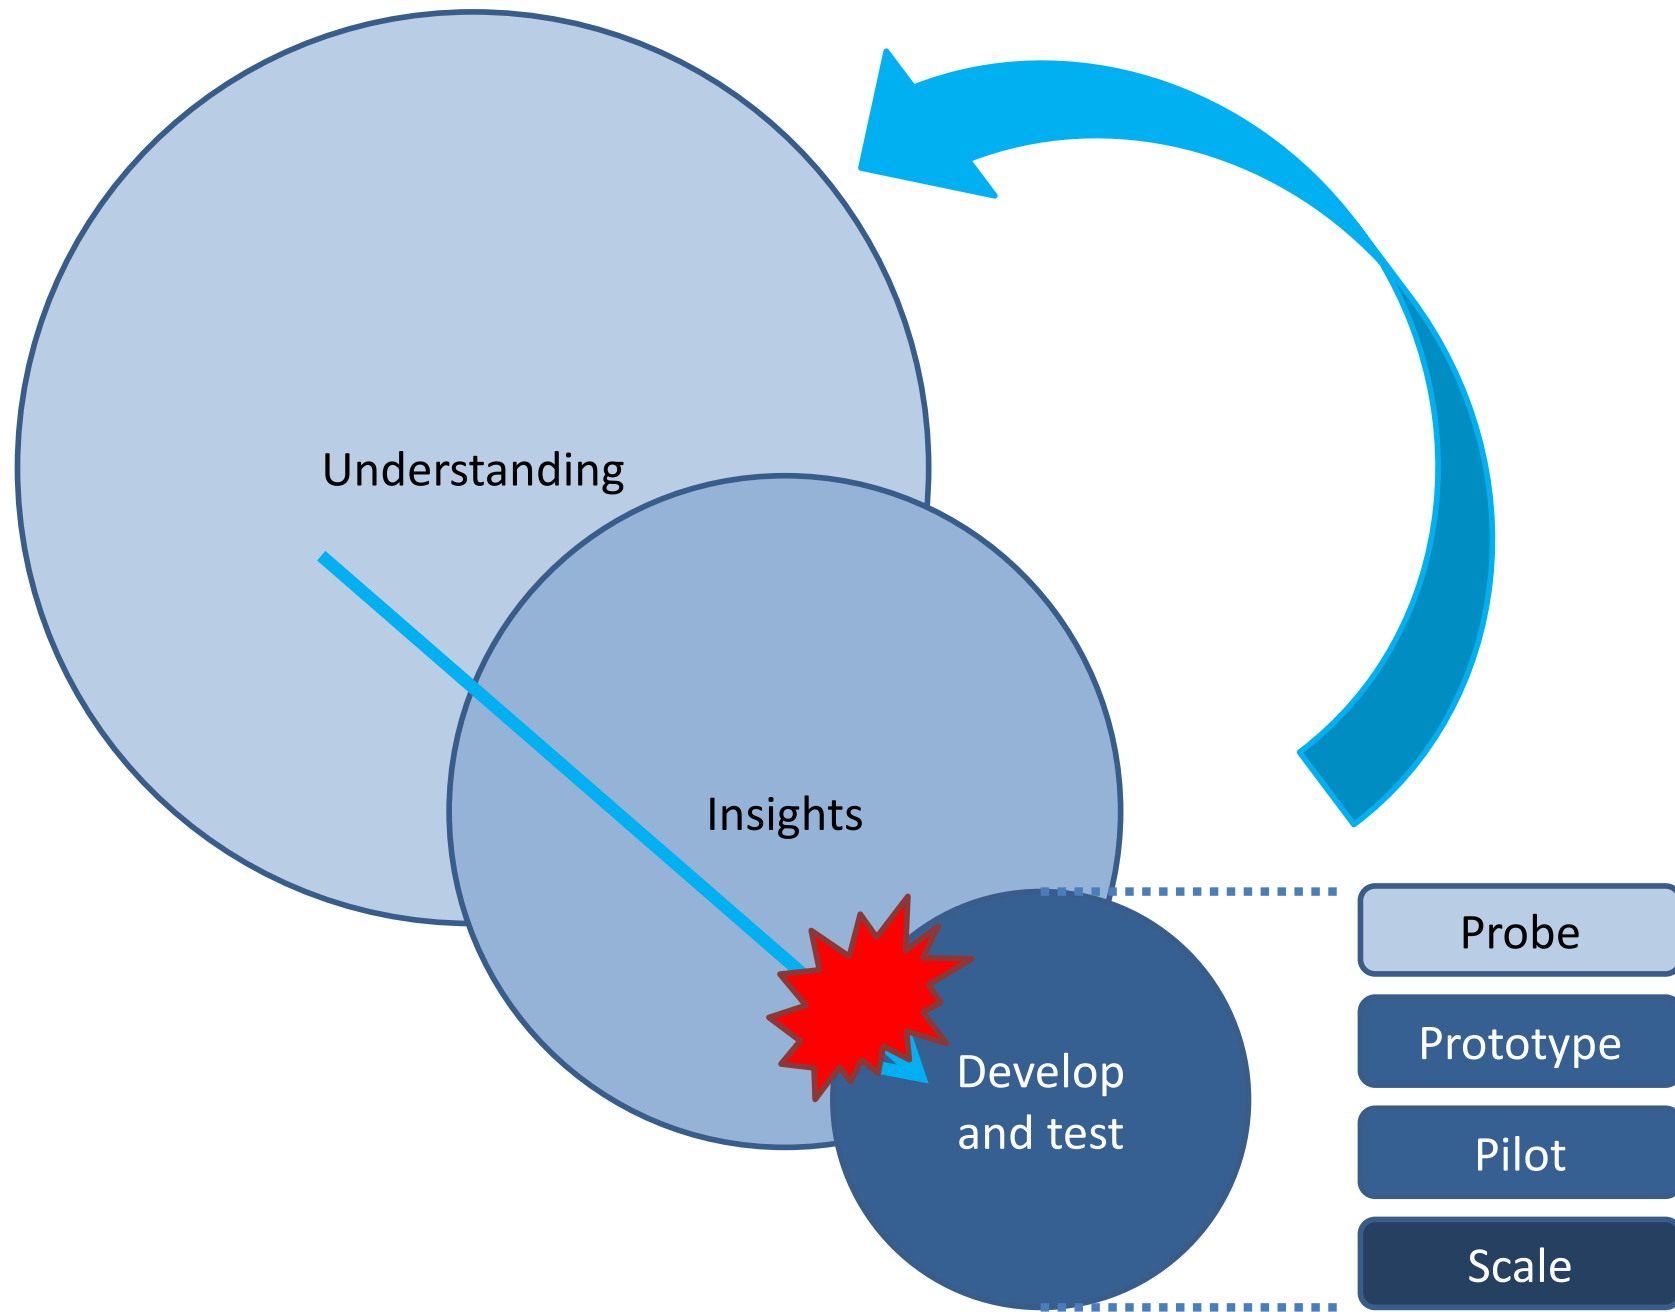 Understanding
Insights
Develop
and test
Probe
Prototype
Pilot
Scale